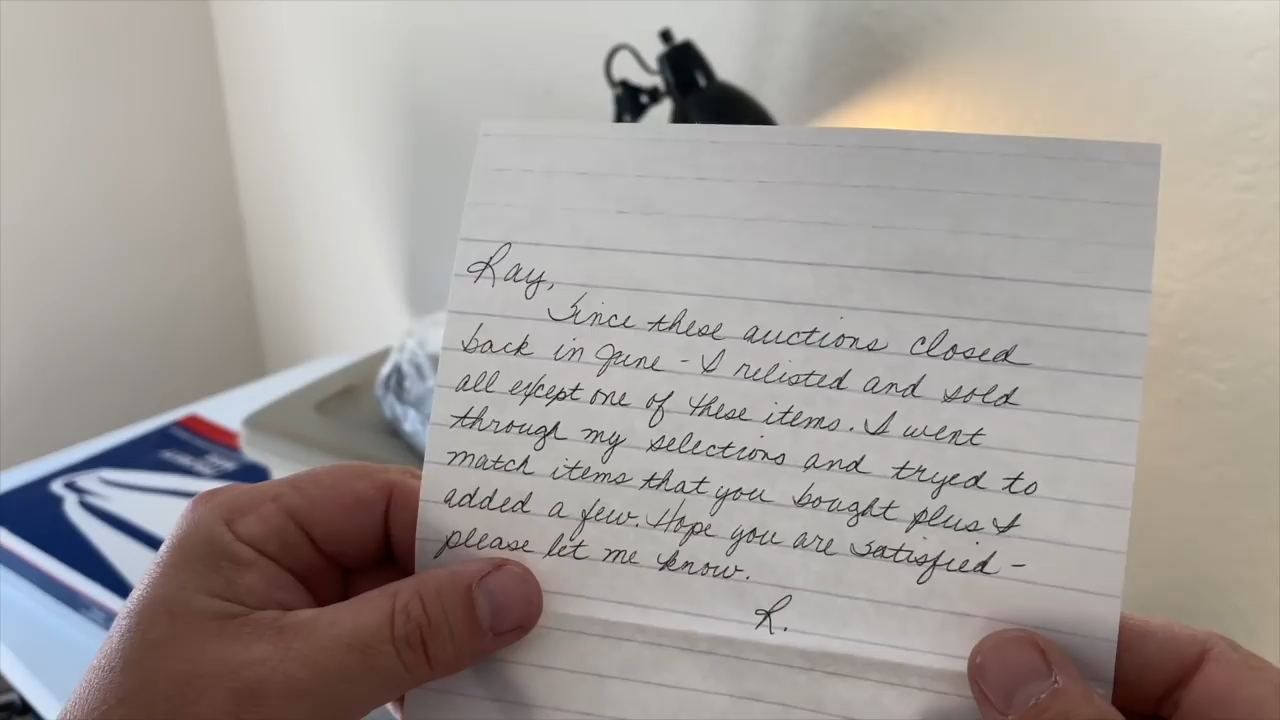 Ray,
Since these auctions closed
back in June - I relisted and sold
all except one of these items. I went
through my selections and tryed to
match items that you bought plus I
added a few. Hope you are satisfied -
please let me know.
R.